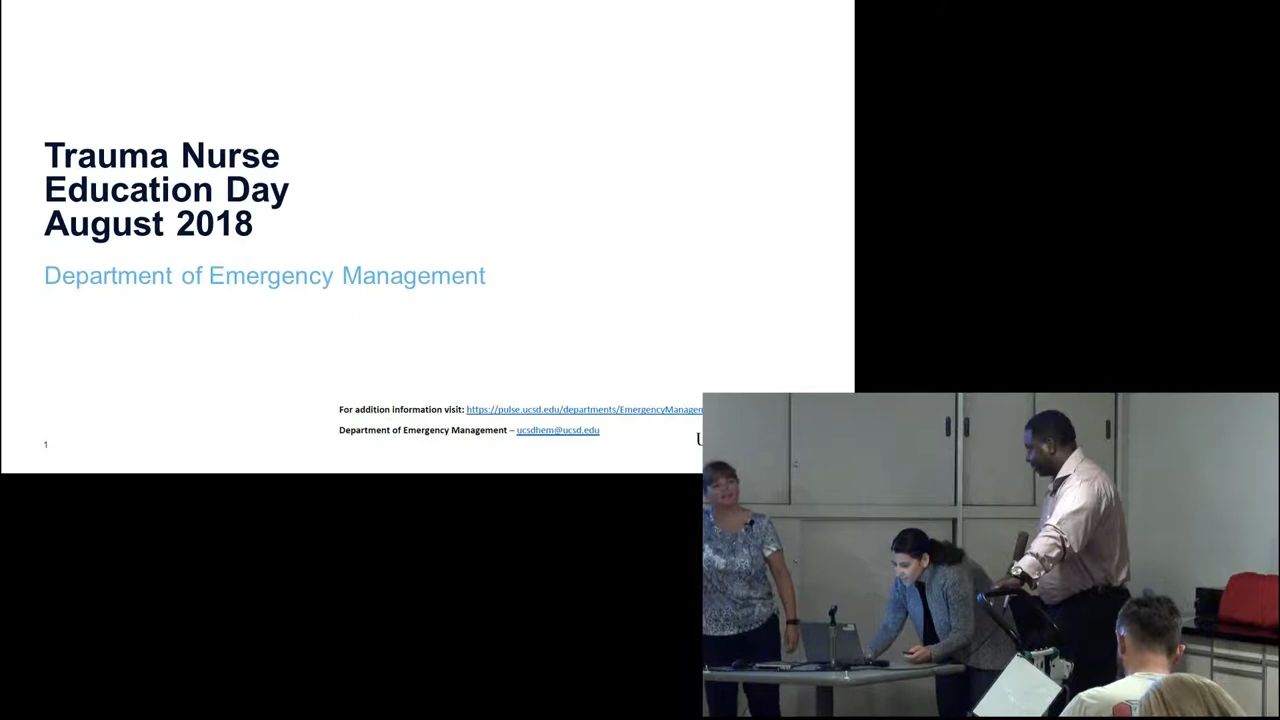 Trauma Nurse
Education Day
August 2018
Department of Emergency Management
For addition information visit: https://pulse.ucsd.edu/departments/EmergencyManagen
Department of Emergency Management – ucsdhem@ucsd.edu
1
U